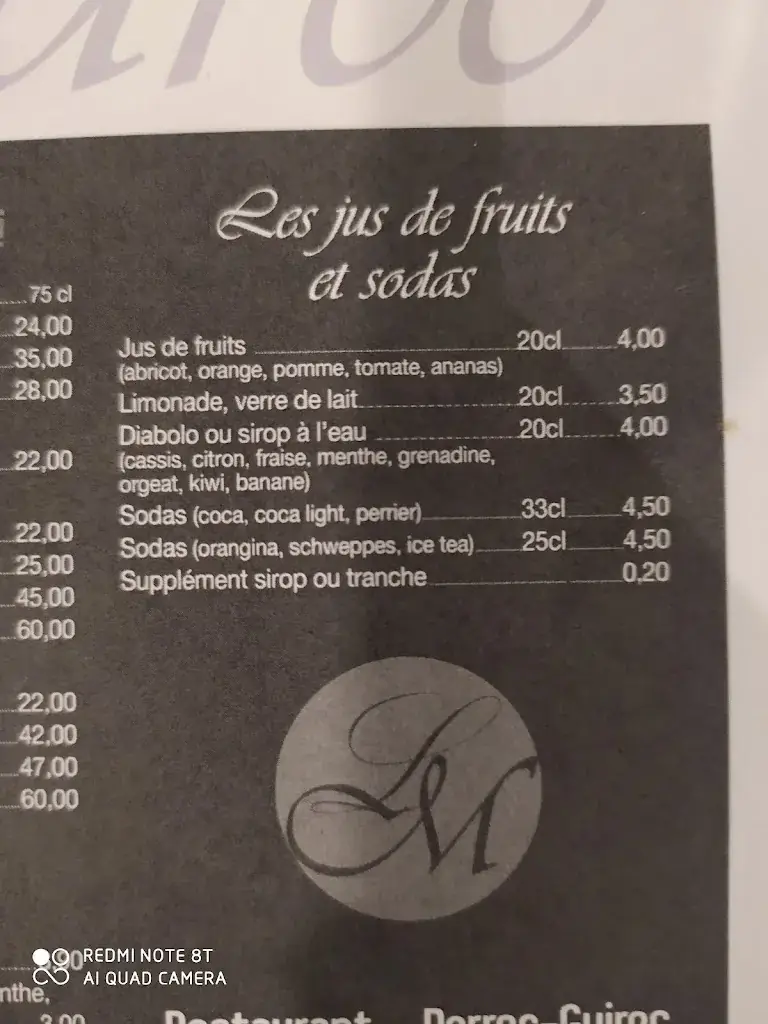 Les jus de fruits
et sodas
75 cl
24,00
35,00
28,00
22,00
22,00
25,00
45,00
60,00
22,00
42,00
47,00
60,00
Jus de fruits 20cl 4,00
(abricot, orange, pomme, tomate, ananas)
Limonade, verre de lait 20cl 3,50
Diabolo ou sirop à l'eau 20cl 4,00
(cassis, citron, fraise, menthe, grenadine,
orgeat, kiwi, banane)
Sodas (coca, coca light, perrier) 33cl 4,50
Sodas (orangina, schweppes, ice tea) 25cl 4,50
Supplément sirop ou tranche 0,20
LM
REDMI NOTE 8T
AI QUAD CAMERA
nthe,
Restaurant